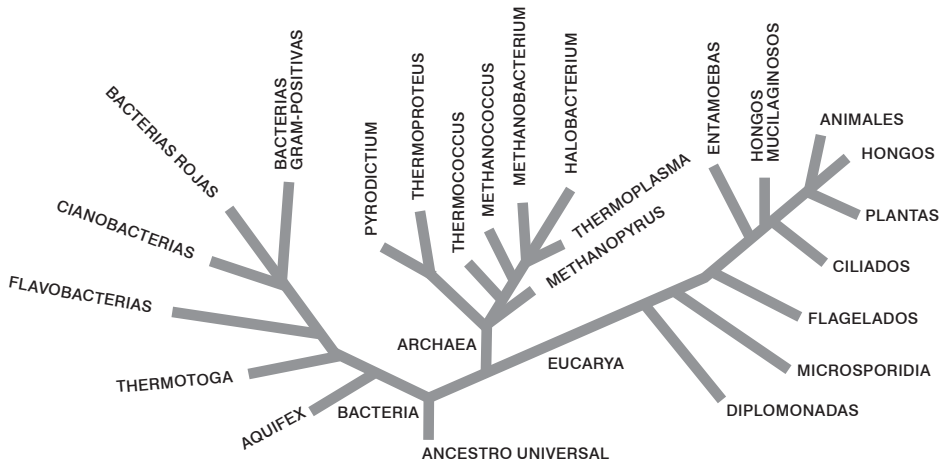 BACTERIAS ROJAS
BACTERIAS
GRAM-POSITIVAS
CIANOBACTERIAS
FLAVOBACTERIAS
THERMOTOGA
AQUIFEX
BACTERIA
ANCESTRO UNIVERSAL
PYRODICTIUM
THERMOPROTEUS
THERMOCOCCUS
METHANOCOCCUS
METHANOBACTERIUM
HALOBACTERIUM
THERMOPLASMA
METHANOPYRUS
ARCHAEA
EUCARYA
ENTAMOEBAS
HONGOS
MUCILAGINOSOS
ANIMALES
HONGOS
PLANTAS
CILIADOS
FLAGELADOS
MICROSPORIDIA
DIPLOMONADAS